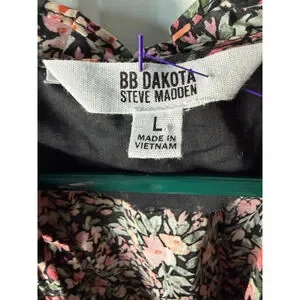 BB DAKOTA
STEVE MADDEN
L
MADE IN
VIETNAM